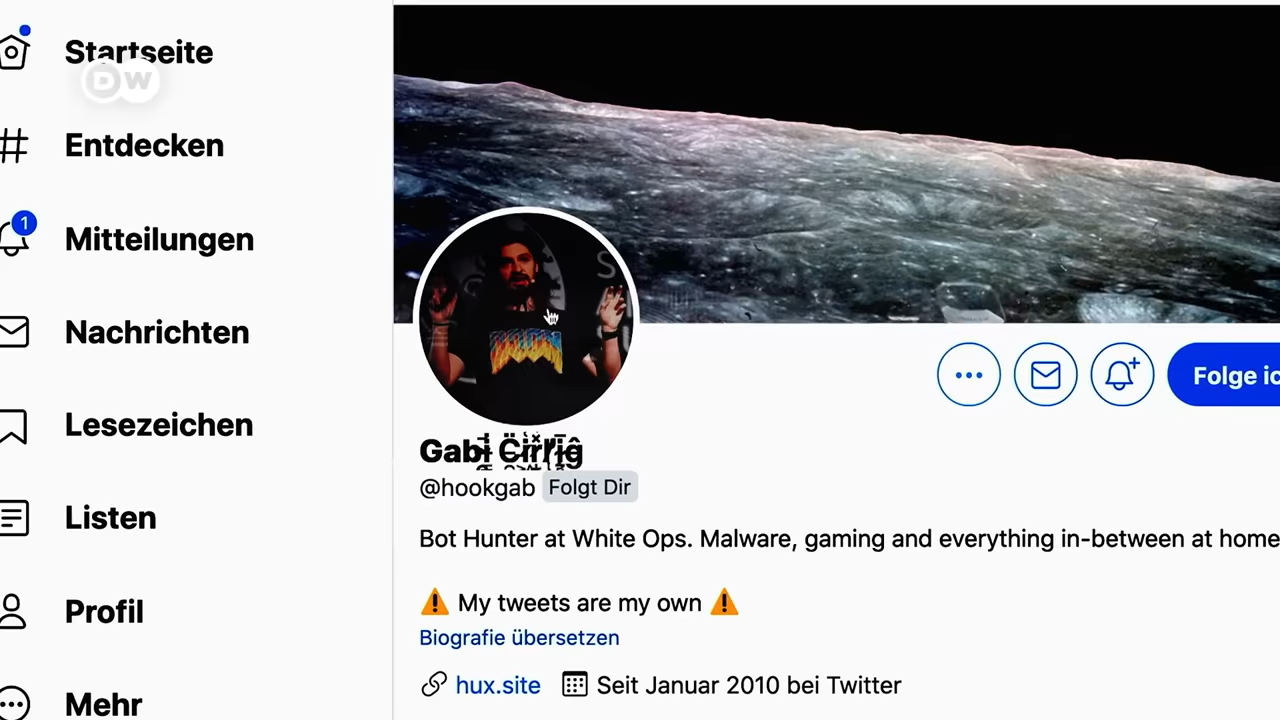 Startseite
DW
Entdecken
1
Mitteilungen
Nachrichten
Lesezeichen
Listen
Profil
Mehr
S
DOOM
Folge ic
Gabi Cirlig
@hookgab Folgt Dir
Bot Hunter at White Ops. Malware, gaming and everything in-between at home
⚠️ My tweets are my own ⚠️
Biografie übersetzen
hux.site Seit Januar 2010 bei Twitter